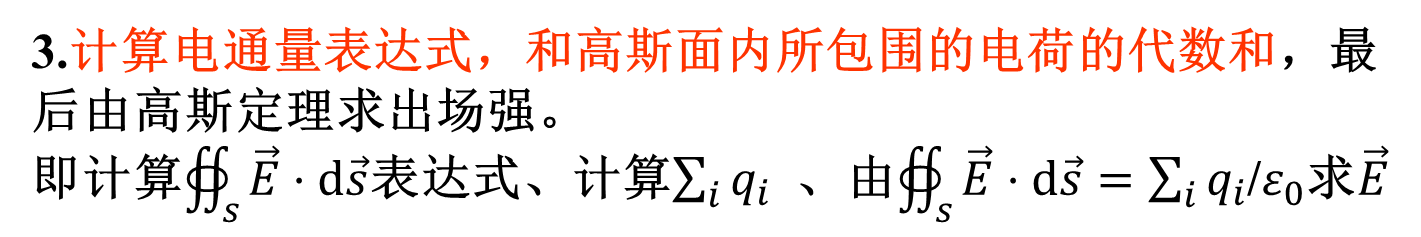 3.计算电通量表达式，和高斯面内所包围的电荷的代数和，最
后由高斯定理求出场强。
即计算∯ₛ E⃗ · ds⃗表达式、计算∑ᵢ qᵢ 、由∯ₛ E⃗ · ds⃗ = ∑ᵢ qᵢ/ε₀求E⃗